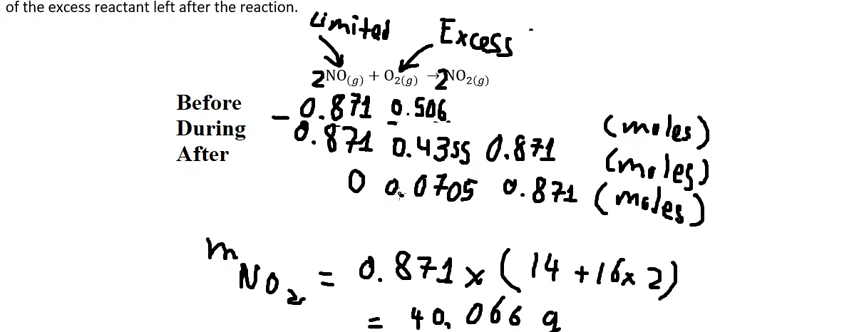 of the excess reactant left after the reaction.
Limited Excess
2NO(g) + O2(g) → 2NO2(g)
Before - 0.871 0.506 (moles)
During 0.871 0.4355 0.871 (moles)
After 0 0.0705 0.871 (moles)
mNO2 = 0.871 x (14 + 16x2)
= 40.066 g